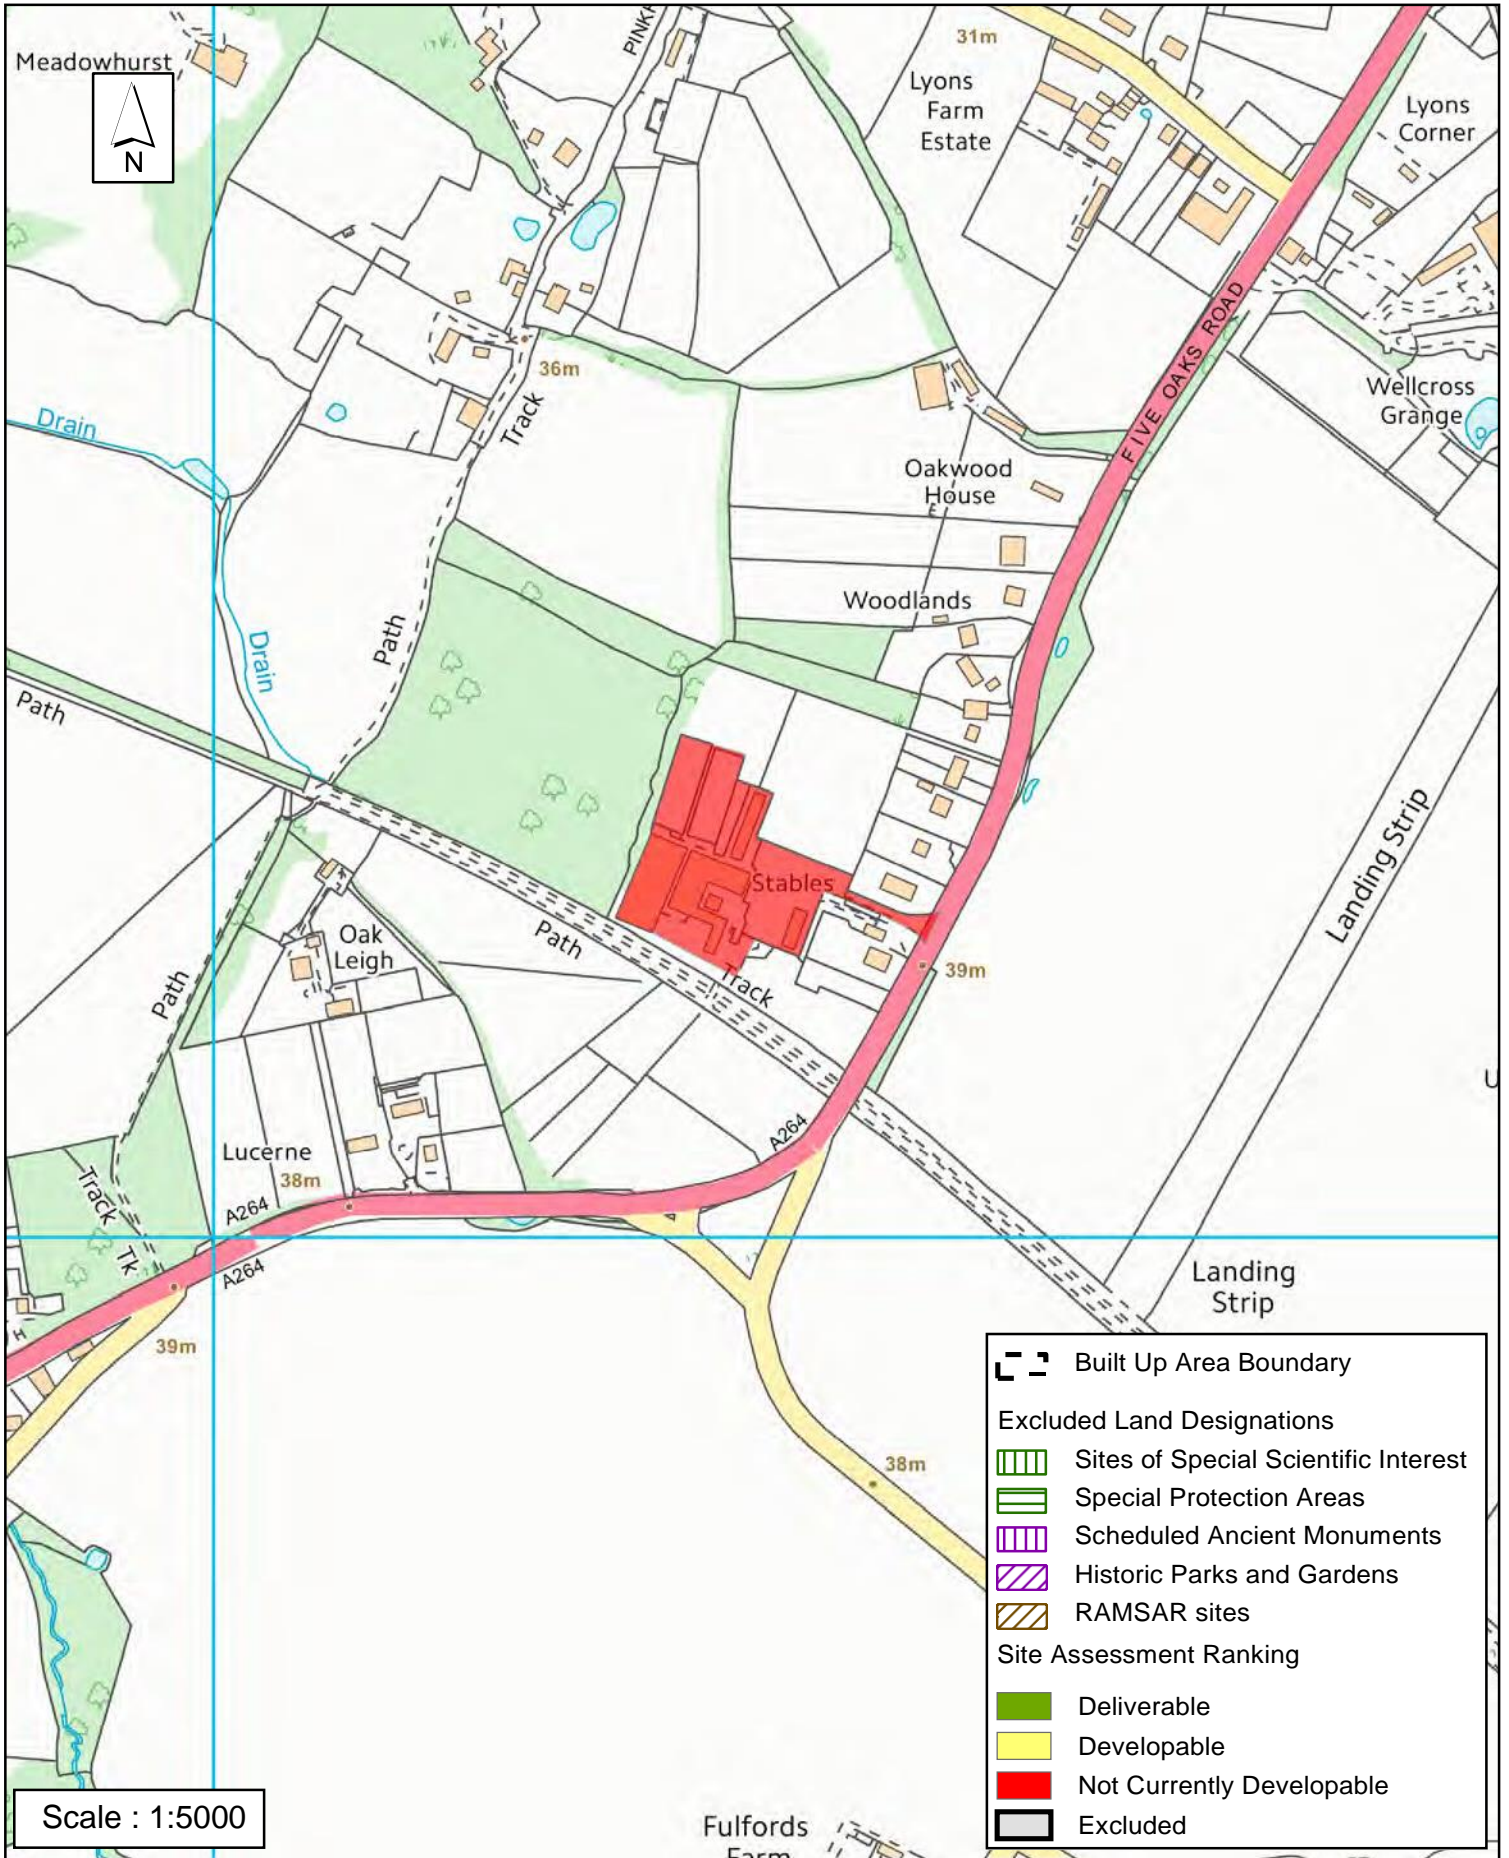 Meadowhurst
N
PINK
31m
Lyons
Farm
Estate
Lyons
Corner
FIVE OAKS ROAD
Wellcross
Grange
36m
Track
Drain
Oakwood
House
Woodlands
Path
Drain
Path
Stables
Landing Strip
Oak
Leigh
Path
Track
39m
Path
U
A264
Lucerne
38m
Track
A264
Tk
A264
Landing
Strip
H
39m
38m
Built Up Area Boundary
Excluded Land Designations
Sites of Special Scientific Interest
Special Protection Areas
Scheduled Ancient Monuments
Historic Parks and Gardens
RAMSAR sites
Site Assessment Ranking
Deliverable
Developable
Not Currently Developable
Excluded
Scale : 1:5000
Fulfords
Farm